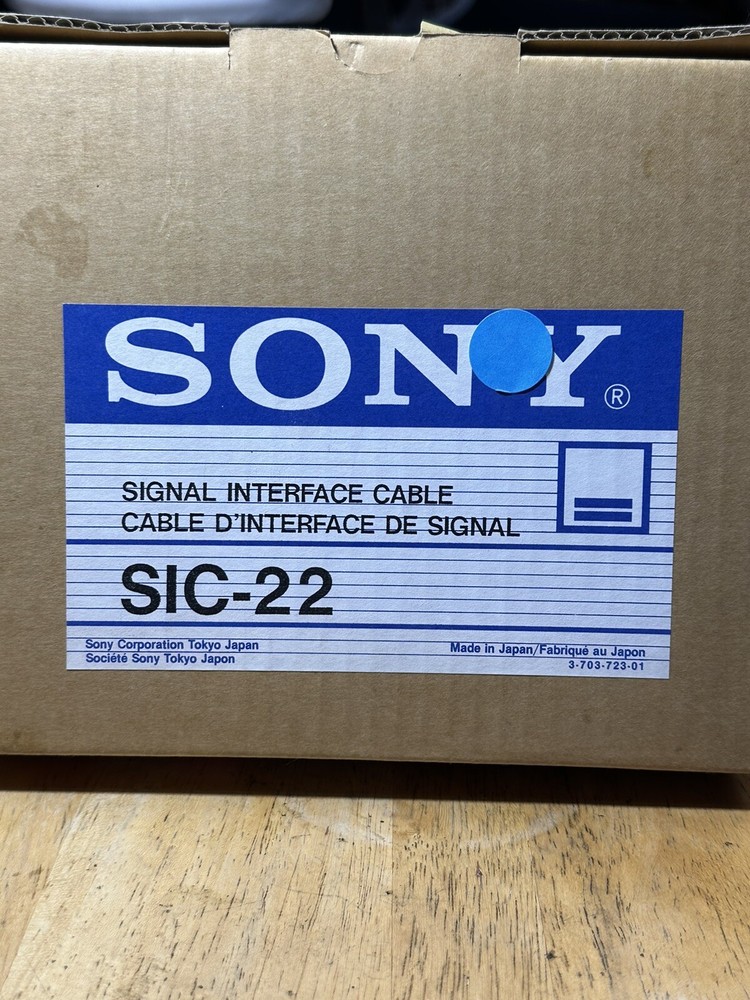 SONY®
SIGNAL INTERFACE CABLE
CABLE D'INTERFACE DE SIGNAL
SIC-22
Sony Corporation Tokyo Japan
Société Sony Tokyo Japon
Made in Japan/Fabriqué au Japon
3-703-723-01